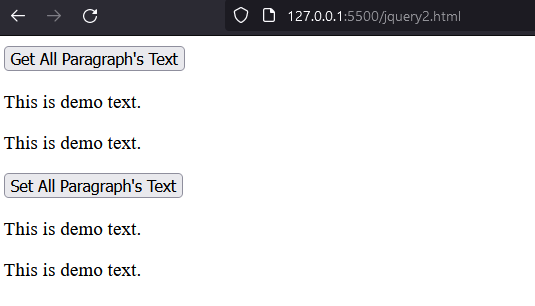 127.0.0.1:5500/jquery2.html
Get All Paragraph's Text
This is demo text.
This is demo text.
Set All Paragraph's Text
This is demo text.
This is demo text.